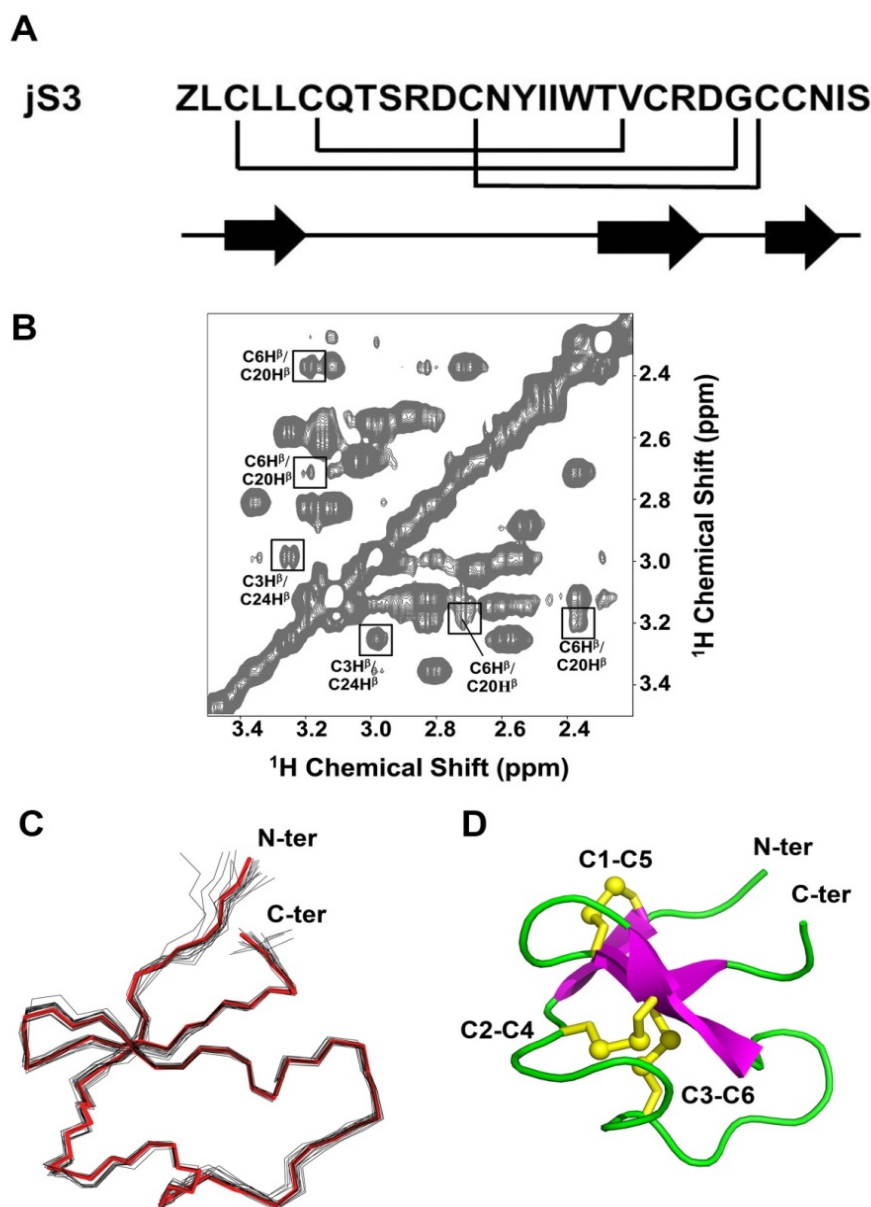 A
jS3 ZLCLLCQTSRDCNYIIWTVCRDGCCNIS
B
C6Hβ/
C20Hβ
C6Hβ/
C20Hβ
C3Hβ/
C24Hβ
C3Hβ/
C24Hβ
C6Hβ/
C20Hβ
C6Hβ/
C20Hβ
2.4
2.6
2.8
3.0
3.2
3.4
¹H Chemical Shift (ppm)
3.4 3.2 3.0 2.8 2.6 2.4
¹H Chemical Shift (ppm)
C
N-ter
C-ter
D
C1-C5
N-ter
C-ter
C2-C4
C3-C6